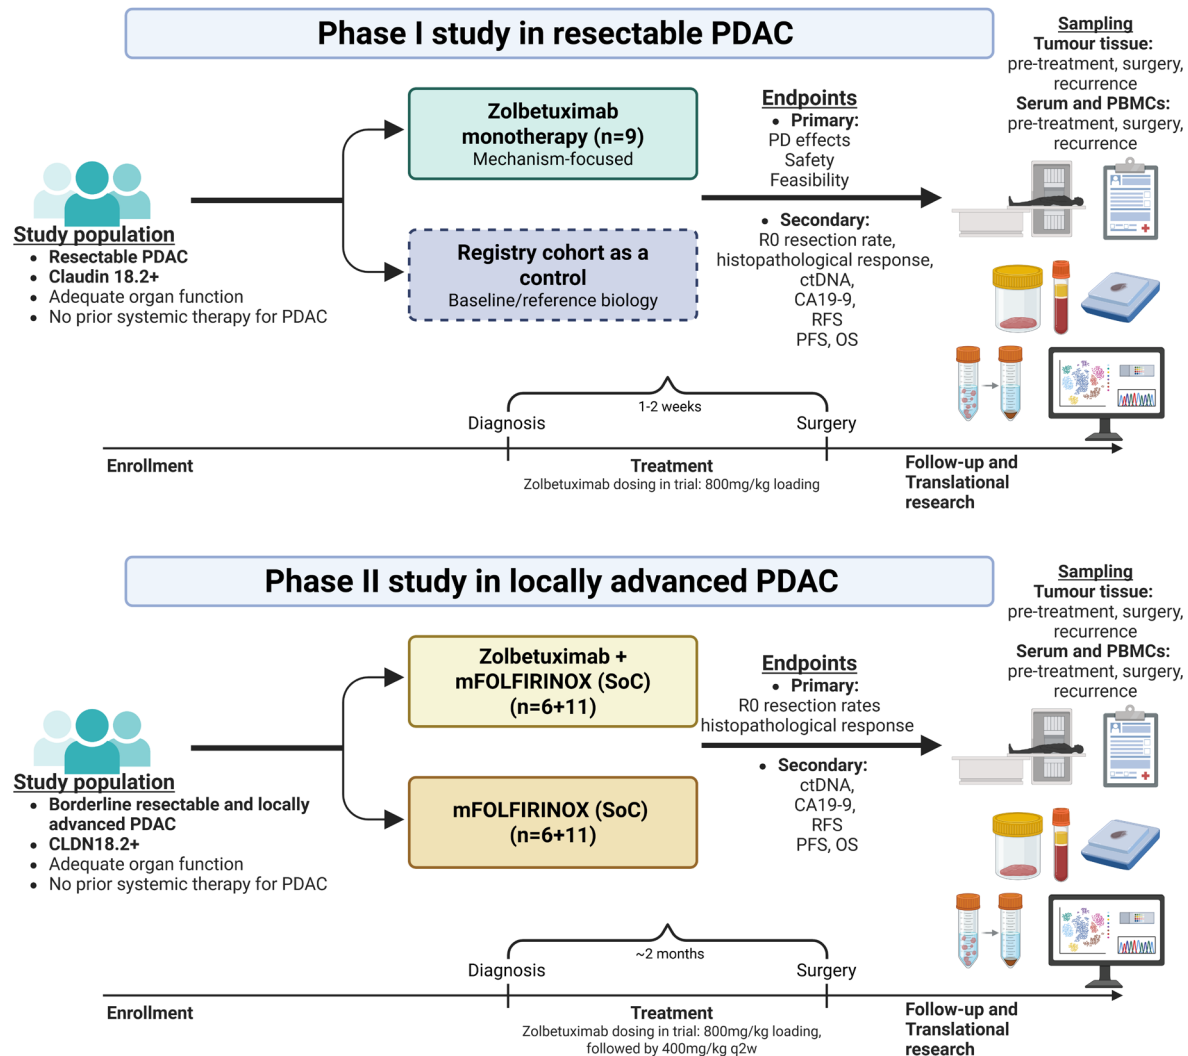 Phase I study in resectable PDAC
Sampling
Tumour tissue:
pre-treatment, surgery,
recurrence
Serum and PBMCs:
pre-treatment, surgery,
recurrence
Study population
• Resectable PDAC
• Claudin 18.2+
• Adequate organ function
• No prior systemic therapy for PDAC
Zolbetuximab
monotherapy (n=9)
Mechanism-focused
Registry cohort as a
control
Baseline/reference biology
Endpoints
• Primary:
PD effects
Safety
Feasibility
• Secondary:
R0 resection rate,
histopathological response,
ctDNA,
CA19-9,
RFS
PFS, OS
1-2 weeks
Diagnosis
Surgery
Enrollment
Treatment
Zolbetuximab dosing in trial: 800mg/kg loading
Follow-up and
Translational
research
Phase II study in locally advanced PDAC
Sampling
Tumour tissue:
pre-treatment, surgery,
recurrence
Serum and PBMCs:
pre-treatment, surgery,
recurrence
Study population
• Borderline resectable and locally
advanced PDAC
• CLDN18.2+
• Adequate organ function
• No prior systemic therapy for PDAC
Zolbetuximab +
mFOLFIRINOX (SoC)
(n=6+11)
mFOLFIRINOX (SoC)
(n=6+11)
Endpoints
• Primary:
R0 resection rates
histopathological response
• Secondary:
ctDNA,
CA19-9,
RFS
PFS, OS
~2 months
Diagnosis
Surgery
Enrollment
Treatment
Zolbetuximab dosing in trial: 800mg/kg loading,
followed by 400mg/kg q2w
Follow-up and
Translational
research